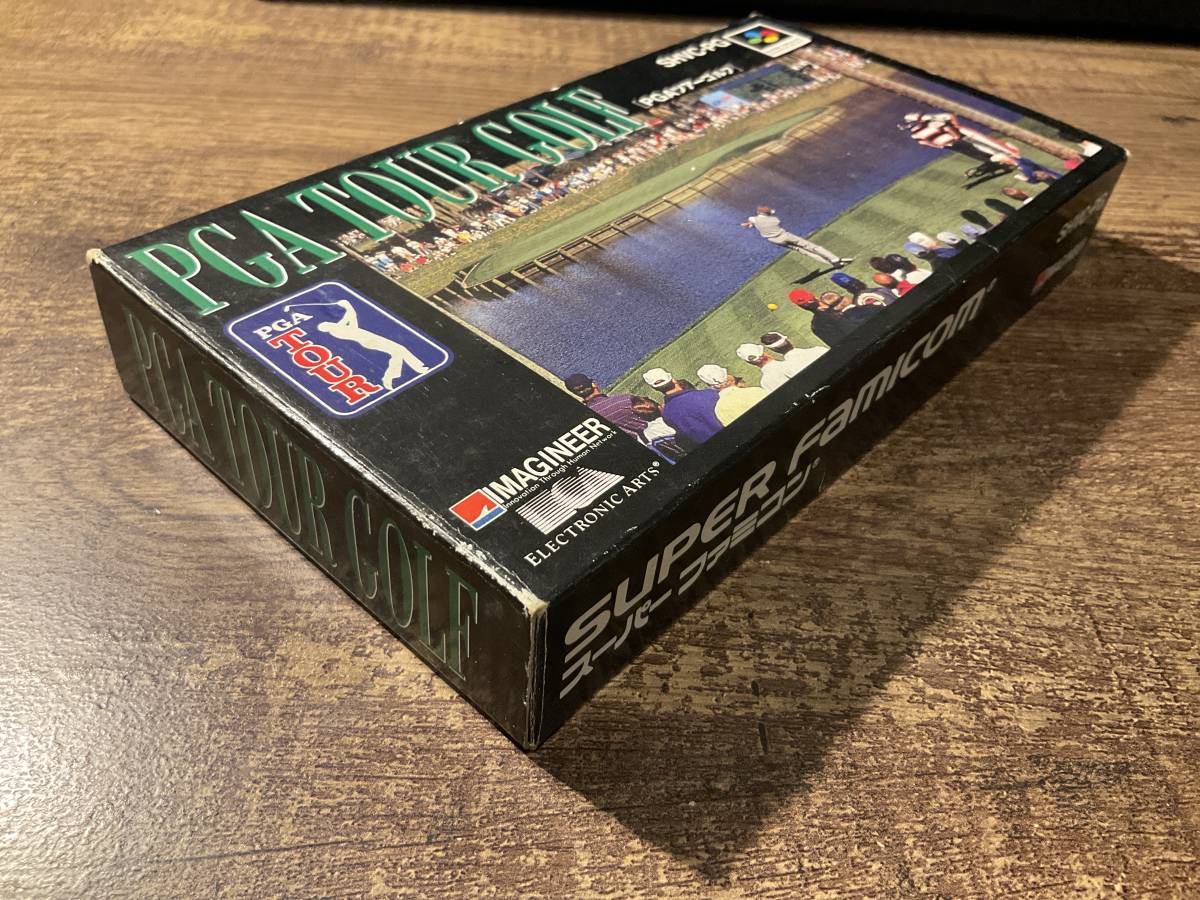 SHVC-PG
PGA TOUR GOLF
PGAツアーゴルフ
PGA
TOUR
IMAGINEER
Innovation Through Human Network
ELECTRONIC ARTS®
PGA TOUR GOLF
SUPER FAMICOM
スーパーファミコン